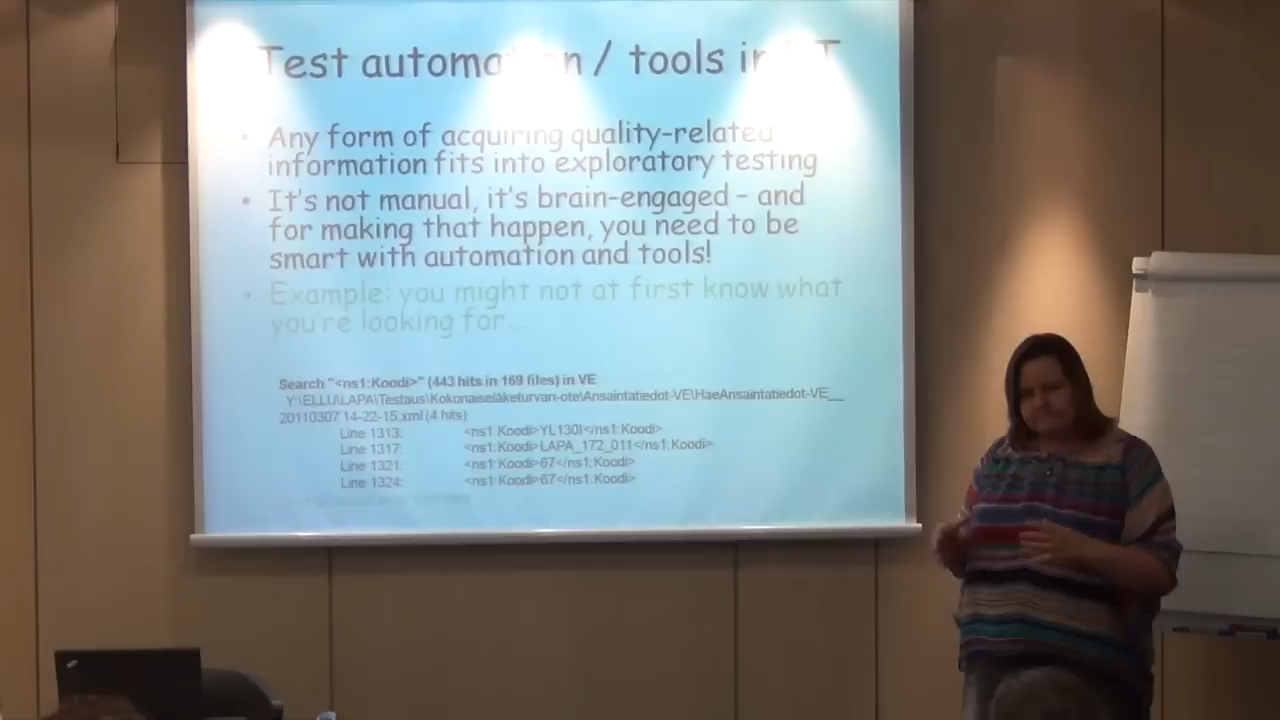 Test automation / tools in
• Any form of acquiring quality-related
information fits into exploratory testing
• It's not manual, it's brain-engaged – and
for making that happen, you need to be
smart with automation and tools!
• Example: you might not at first know what
you're looking for...
Search "<ns1:Koodi>" (443 hits in 169 files) in VE
Y:\ELLI\LAPA\Testaus\Kokonaiseläketurvan-ote\Ansaintatiedot-VE\HaeAnsaintatiedot-VE__
20110307 14-22-15.xml (4 hits)
Line 1313: <ns1:Koodi>YL130I</ns1:Koodi>
Line 1317: <ns1:Koodi>LAPA_172_011</ns1:Koodi>
Line 1321: <ns1:Koodi>67</ns1:Koodi>
Line 1324: <ns1:Koodi>67</ns1:Koodi>